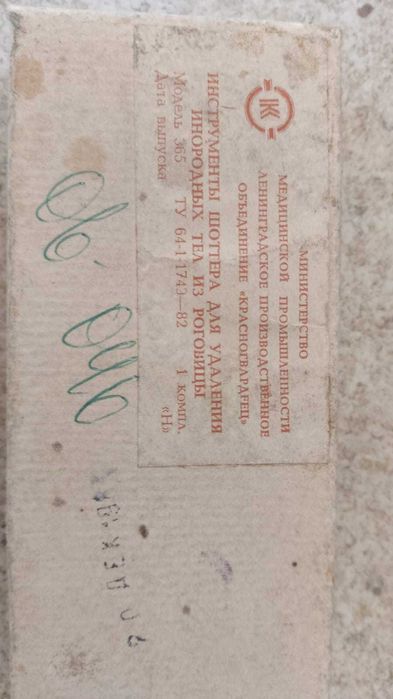 МИНИСТЕРСТВО
МЕДИЦИНСКОЙ ПРОМЫШЛЕННОСТИ
ЛЕНИНГРАДСКОЕ ПРОИЗВОДСТВЕННОЕ
ОБЪЕДИНЕНИЕ «КРАСНОГВАРДЕЕЦ»
ИНСТРУМЕНТЫ ШОТТЕРА ДЛЯ УДАЛЕНИЯ
ИНОРОДНЫХ ТЕЛ ИЗ РОГОВИЦЫ
Модель 365 ТУ 64-1-1743—82 1 компл.
Дата выпуска «Н»